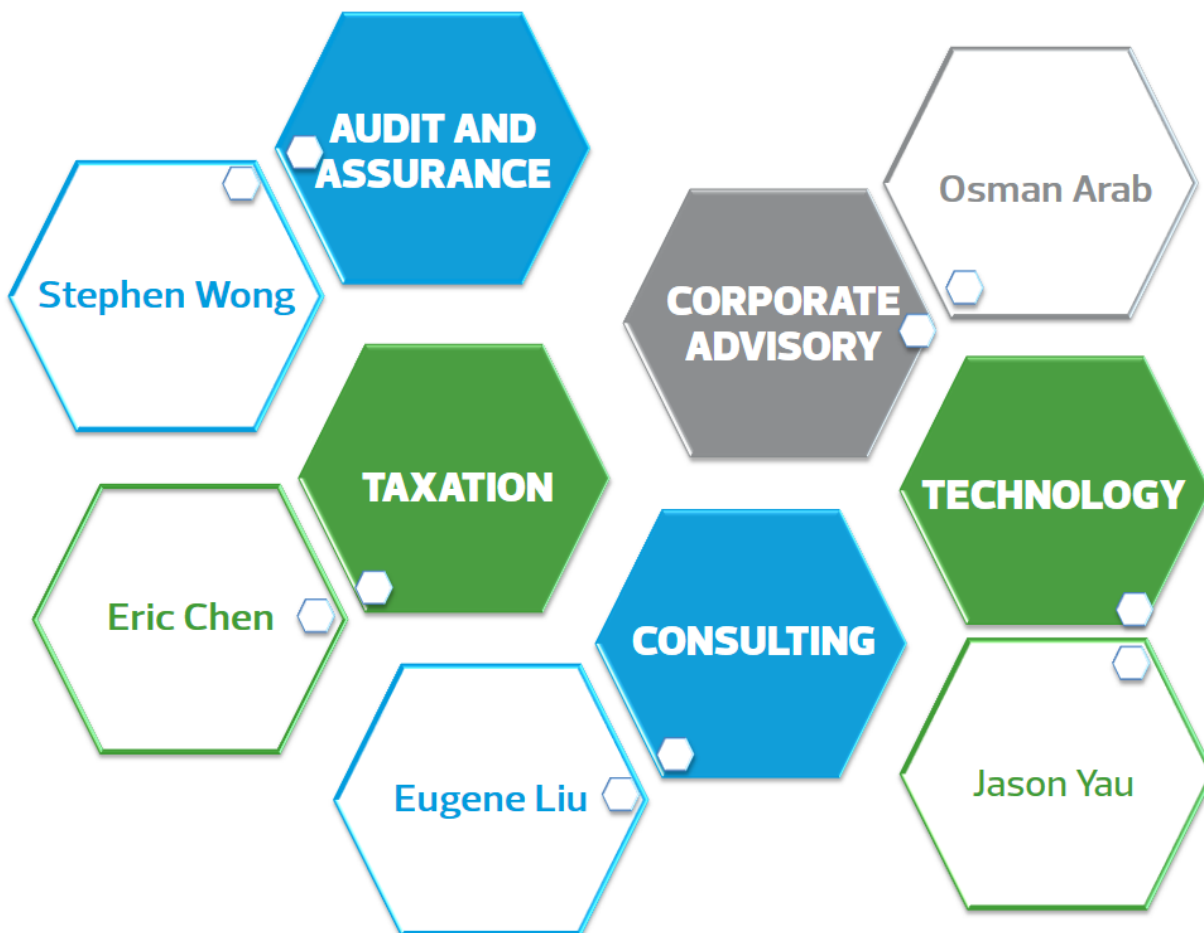 AUDIT AND
ASSURANCE
Stephen Wong
Osman Arab
CORPORATE
ADVISORY
TAXATION
TECHNOLOGY
Eric Chen
CONSULTING
Eugene Liu
Jason Yau